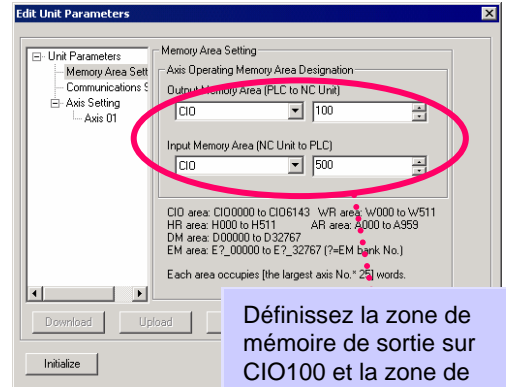 Edit Unit Parameters
Unit Parameters
Memory Area Sett
Communications S
Axis Setting
Axis 01
Memory Area Setting
Axis Operating Memory Area Designation
Output Memory Area (PLC to NC Unit)
CIO 100
Input Memory Area (NC Unit to PLC)
CIO 500
CIO area: CIO0000 to CIO6143 WR area: W000 to W511
HR area: H000 to H511 AR area: A000 to A959
DM area: D00000 to D32767
EM area: E?_00000 to E?_32767 (?=EM bank No.)
Each area occupies [the largest axis No.* 25] words.
Download Upload
Initialize
Définissez la zone de
mémoire de sortie sur
CIO100 et la zone de